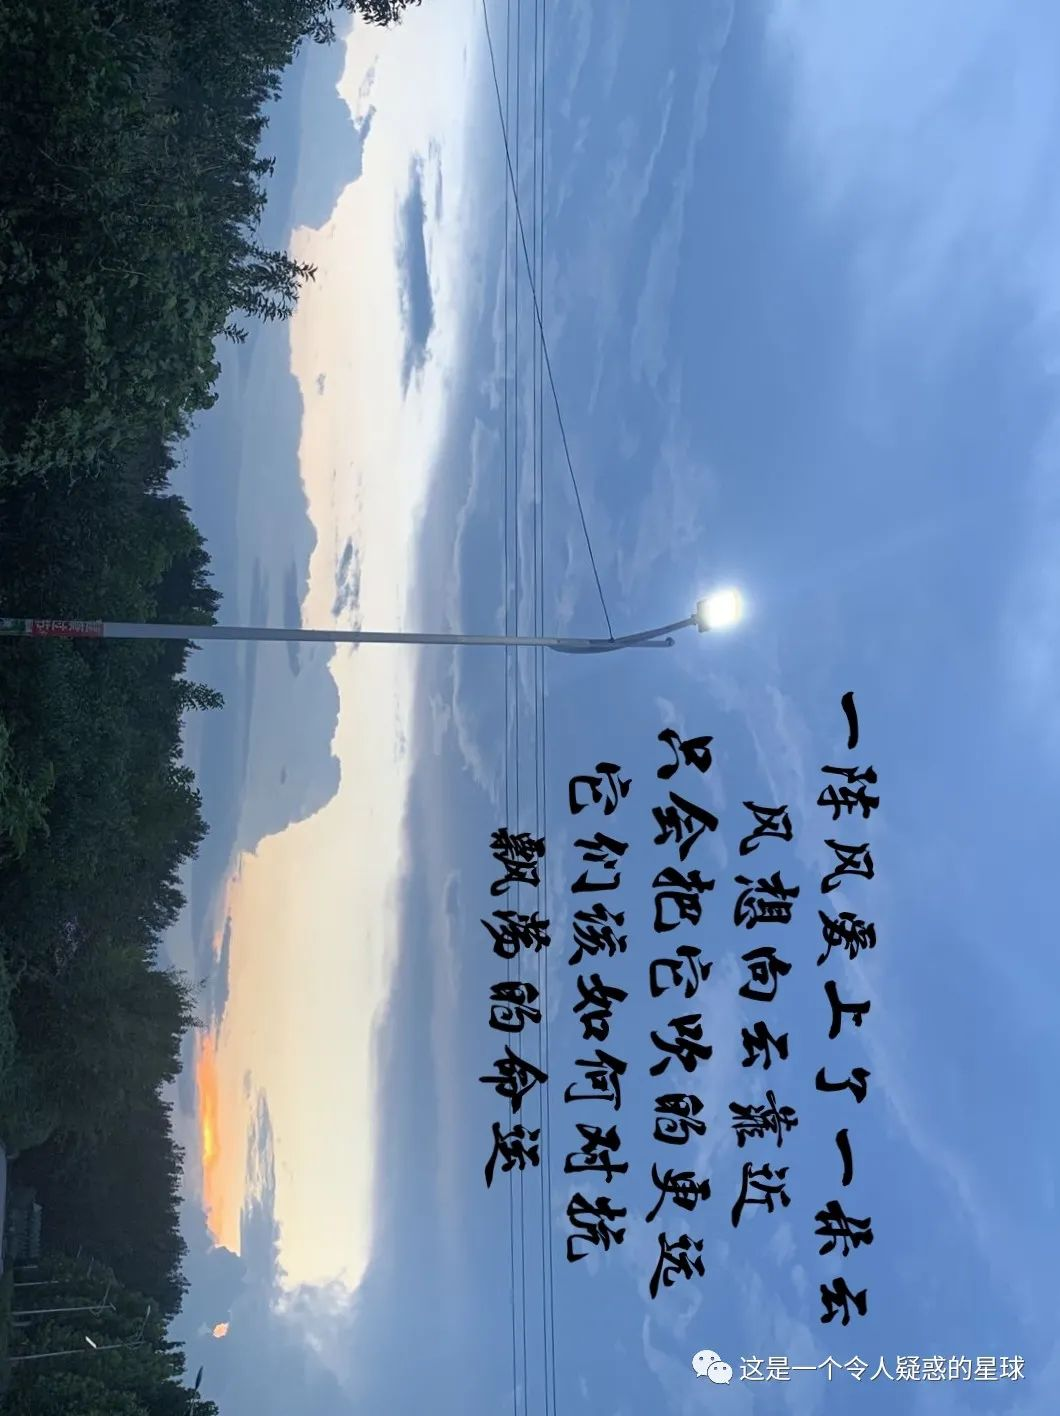 一阵风爱上了一朵云
风想向云靠近
只会把它吹的更远
它们该如何对抗
飘荡的命运
这是一个令人疑惑的星球